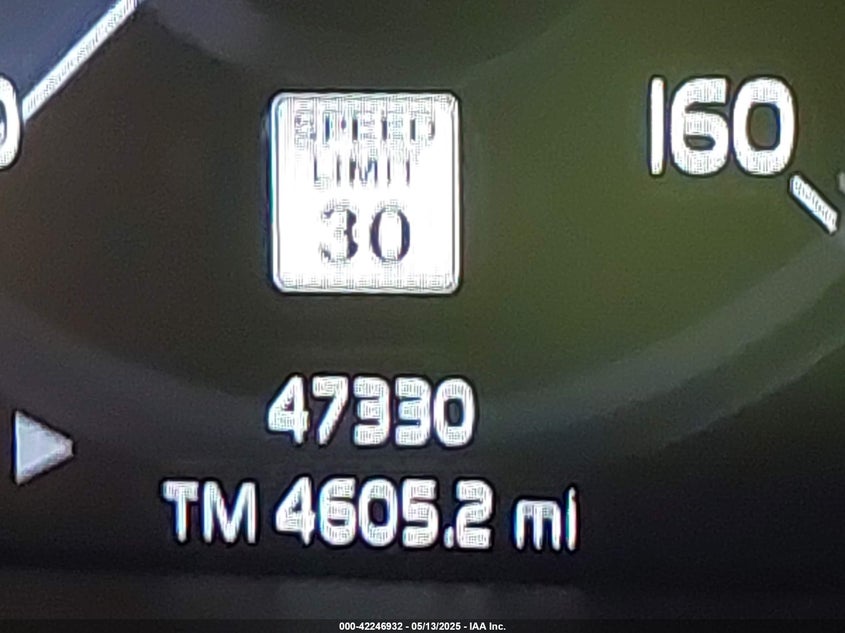 SPEED
LIMIT
30
160
47330
TM 4605.2 mi
000-42246932 - 05/13/2025 - IAA Inc.